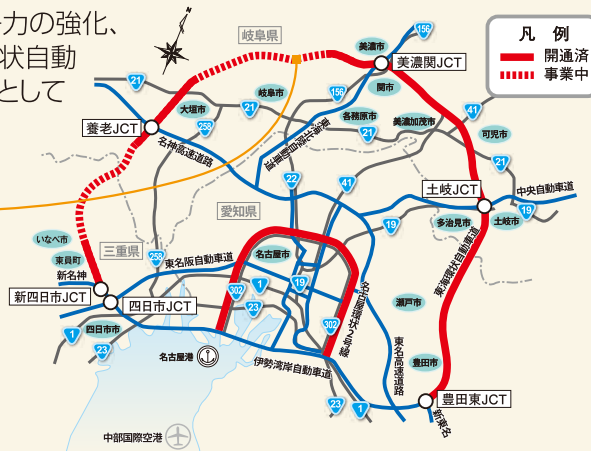 力の強化、
状自動
として
N
凡 例
開通済
事業中
岐阜県
美濃市
156
美濃関JCT
関市
21
岐阜市
156
41
大垣市
21
各務原市
美濃加茂市
258
21
可児市
養老JCT
東海北陸自動車道
21
名神高速道路
22
41
土岐JCT
中央自動車道
愛知県
19
多治見市
土岐市
19
いなべ市
三重県
東員町
258
東名阪自動車道
名古屋市
東海環状自動車道
新名神
新四日市JCT
302
1
19
名古屋環状2号線
瀬戸市
四日市JCT
23
302
四日市市
1
23
名古屋港
伊勢湾岸自動車道
東名高速道路
豊田市
23
1
豊田東JCT
新東名
中部国際空港